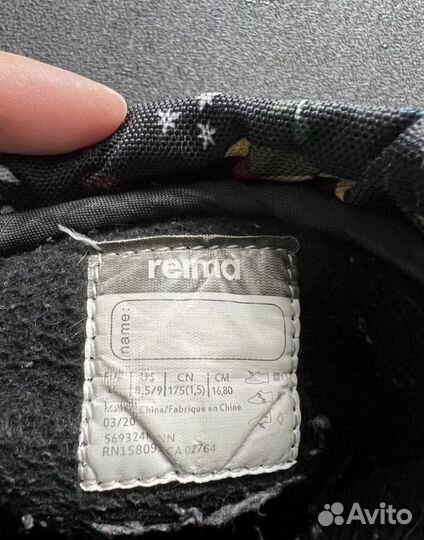 reima
name:
US CN CM
8.5/9 175(1,5) 16,80
China/Fabrique en Chine
03/20
569324
CA 02764
Avito